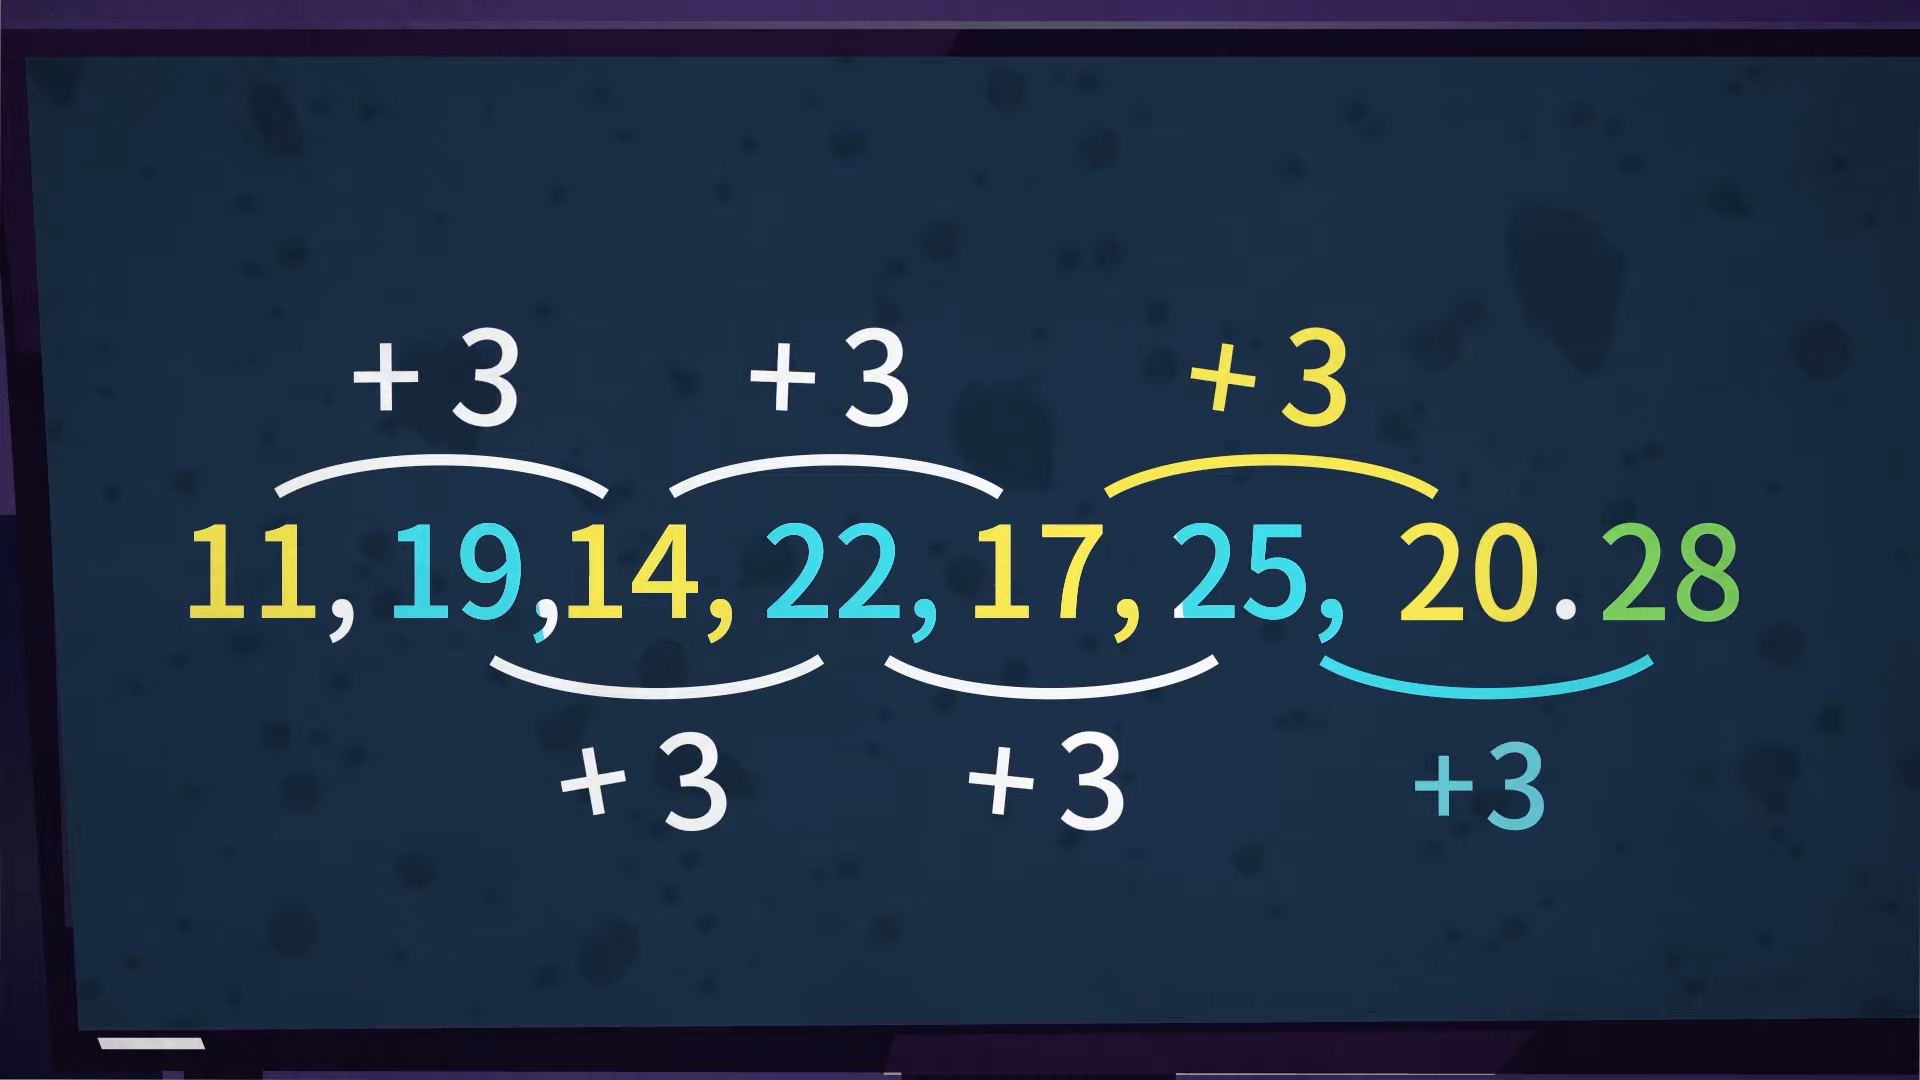 + 3 + 3 + 3
11, 19,14, 22, 17, 25, 20. 28
+ 3 + 3 +3